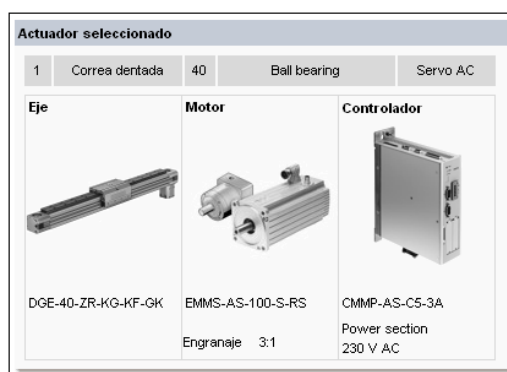 Actuador seleccionado
1 Correa dentada 40 Ball bearing Servo AC
Eje Motor Controlador
DGE-40-ZR-KG-KF-GK EMMS-AS-100-S-RS CMMP-AS-C5-3A
Engranaje 3:1
Power section
230 V AC